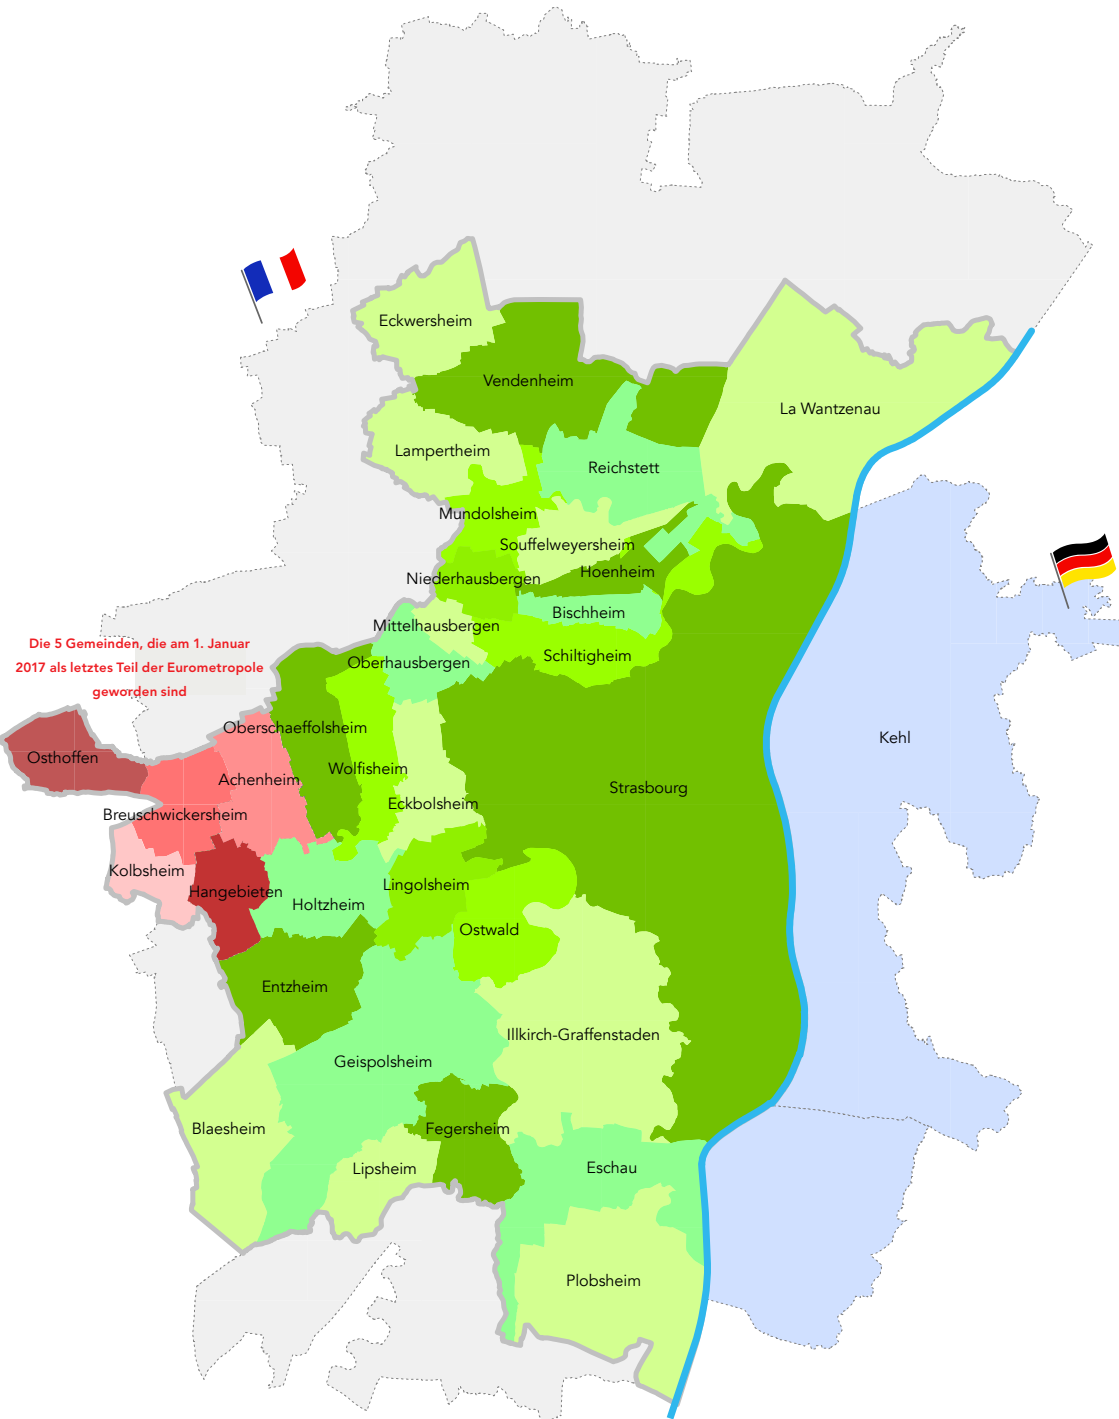 Eckwersheim
Vendenheim
La Wantzenau
Lampertheim
Reichstett
Mundolsheim
Souffelweyersheim
Hoenheim
Niederhausbergen
Bischheim
Mittelhausbergen
Die 5 Gemeinden, die am 1. Januar
2017 als letztes Teil der Eurometropole
geworden sind
Schiltigheim
Oberhausbergen
Oberschaeffolsheim
Kehl
Osthoffen
Wolfisheim
Achenheim
Strasbourg
Eckbolsheim
Breuschwickersheim
Kolbsheim
Lingolsheim
Hangebieten
Holtzheim
Ostwald
Entzheim
Illkirch-Graffenstaden
Geispolsheim
Blaesheim
Fegersheim
Lipsheim
Eschau
Plobsheim